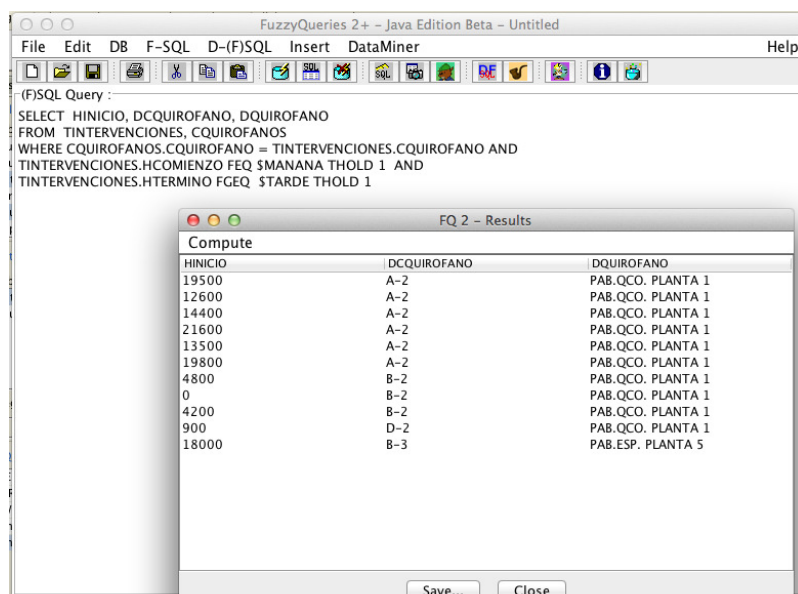 FuzzyQueries 2+ - Java Edition Beta - Untitled
File Edit DB F-SQL D-(F)SQL Insert DataMiner Help
(F)SQL Query :
SELECT HINICIO, DCQUIROFANO, DQUIROFANO
FROM TINTERVENCIONES, CQUIROFANOS
WHERE CQUIROFANOS.CQUIROFANO = TINTERVENCIONES.CQUIROFANO AND
TINTERVENCIONES.HCOMIENZO FEQ $MANANA THOLD 1 AND
TINTERVENCIONES.HTERMINO FGEQ $TARDE THOLD 1
FQ 2 - Results
Compute
HINICIO DCQUIROFANO DQUIROFANO
19500 A-2 PAB.QCO. PLANTA 1
12600 A-2 PAB.QCO. PLANTA 1
14400 A-2 PAB.QCO. PLANTA 1
21600 A-2 PAB.QCO. PLANTA 1
13500 A-2 PAB.QCO. PLANTA 1
19800 A-2 PAB.QCO. PLANTA 1
4800 B-2 PAB.QCO. PLANTA 1
0 B-2 PAB.QCO. PLANTA 1
4200 B-2 PAB.QCO. PLANTA 1
900 D-2 PAB.QCO. PLANTA 1
18000 B-3 PAB.ESP. PLANTA 5
Save... Close